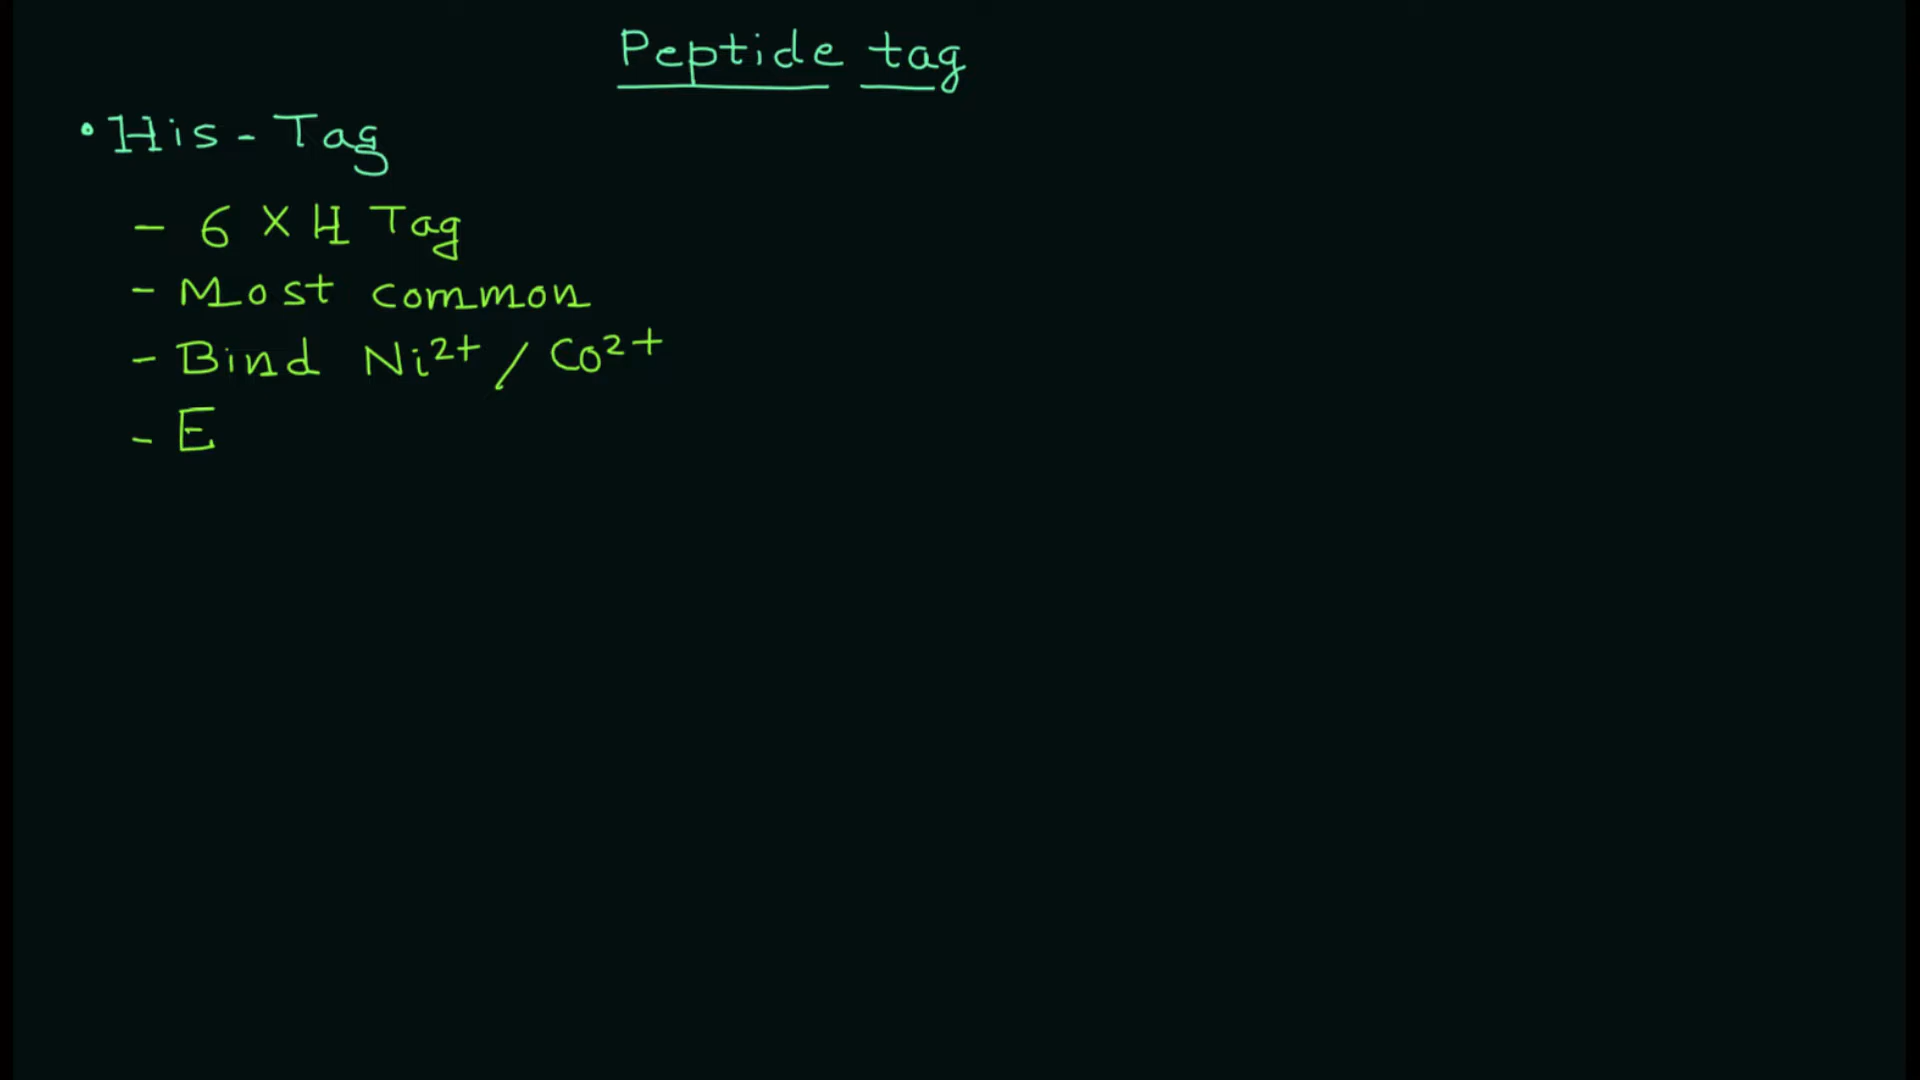 Peptide tag
• His - Tag
- 6 X H Tag
- Most common
- Bind Ni²⁺ / Co²⁺
- E